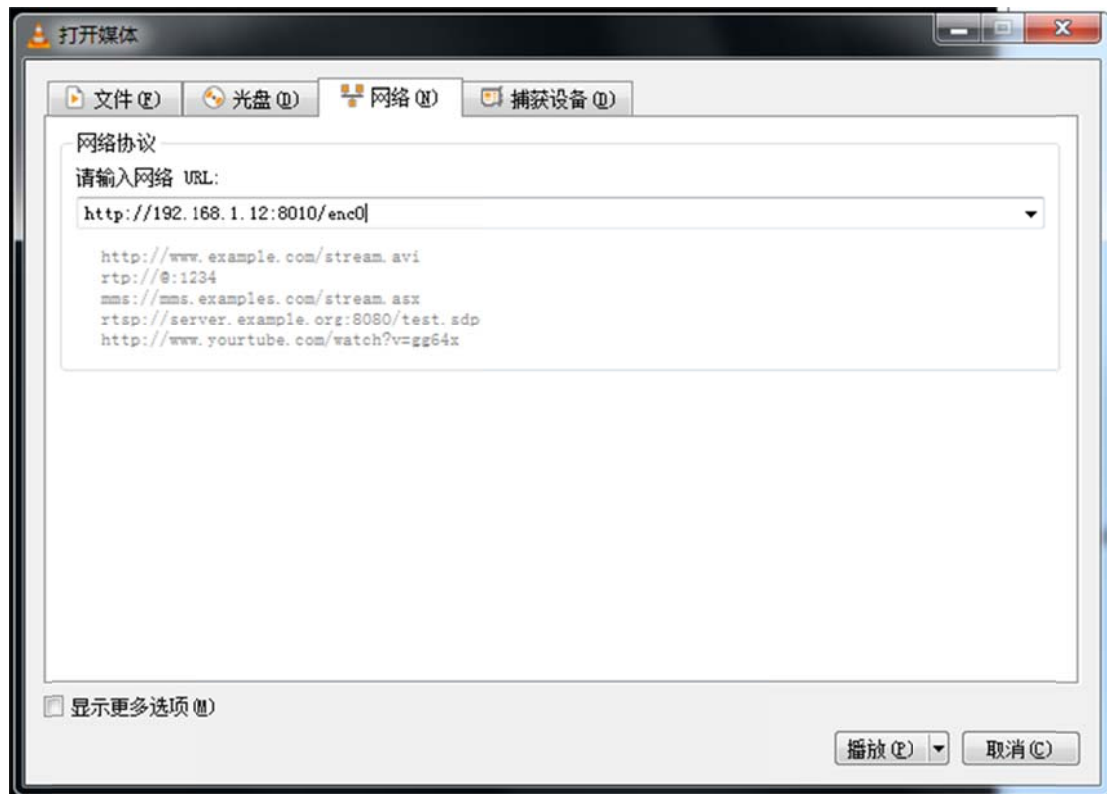 打开媒体
文件(F) 光盘(D) 网络(N) 捕获设备(D)
网络协议
请输入网络 URL:
http://192.168.1.12:8010/enc0
http://www.example.com/stream.avi
rtp://@:1234
mms://mms.examples.com/stream.asx
rtsp://server.example.org:8080/test.sdp
http://www.yourtube.com/watch?v=gg64x
显示更多选项(M)
播放(P) 取消(C)